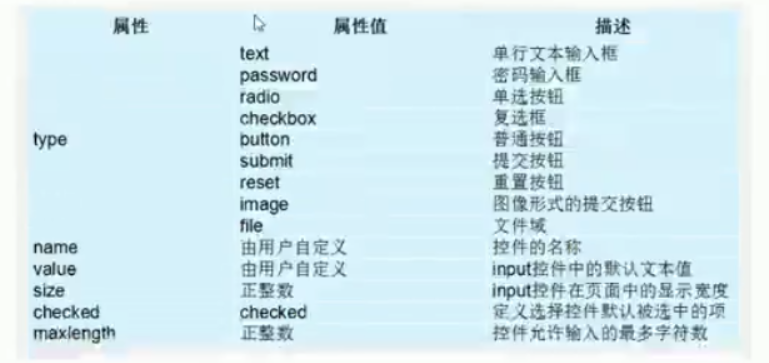 属性 属性值 描述
text 单行文本输入框
password 密码输入框
radio 单选按钮
checkbox 复选框
type button 普通按钮
submit 提交按钮
reset 重置按钮
image 图像形式的提交按钮
file 文件域
name 由用户自定义 控件的名称
value 由用户自定义 input控件中的默认文本值
size 正整数 input控件在页面中的显示宽度
checked checked 定义选择控件默认被选中的项
maxlength 正整数 控件允许输入的最多字符数